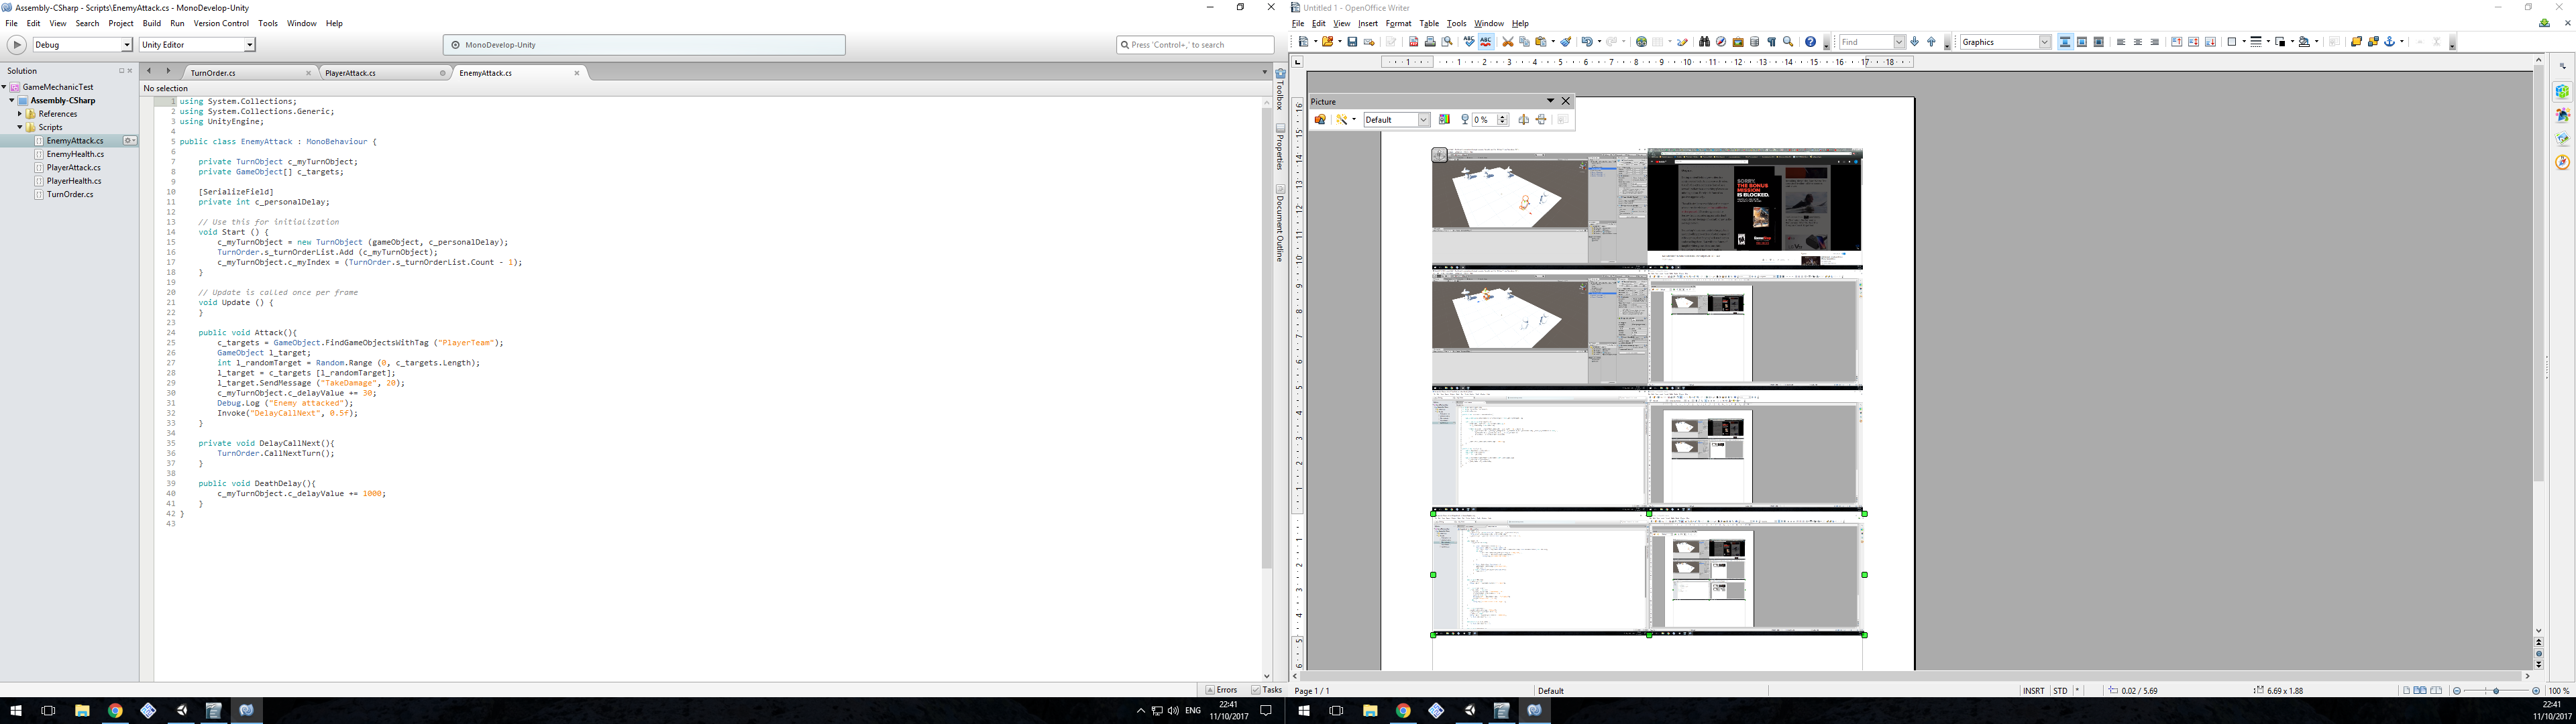 Assembly-CSharp - Scripts\EnemyAttack.cs - MonoDevelop-Unity
File Edit View Search Project Build Run Version Control Tools Window Help
Debug
Unity Editor
MonoDevelop-Unity
Press 'Control+,' to search
Solution
GameMechanicTest
Assembly-CSharp
References
Scripts
EnemyAttack.cs
EnemyHealth.cs
PlayerAttack.cs
PlayerHealth.cs
TurnOrder.cs
TurnOrder.cs
PlayerAttack.cs
EnemyAttack.cs
No selection
1 using System.Collections;
2 using System.Collections.Generic;
3 using UnityEngine;
4
5 public class EnemyAttack : MonoBehaviour {
6
7 private TurnObject c_myTurnObject;
8 private GameObject[] c_targets;
9
10 [SerializeField]
11 private int c_personalDelay;
12
13 // Use this for initialization
14 void Start () {
15 c_myTurnObject = new TurnObject (gameObject, c_personalDelay);
16 TurnOrder.s_turnOrderList.Add (c_myTurnObject);
17 c_myTurnObject.c_myIndex = (TurnOrder.s_turnOrderList.Count - 1);
18 }
19
20 // Update is called once per frame
21 void Update () {
22 }
23
24 public void Attack(){
25 c_targets = GameObject.FindGameObjectsWithTag ("PlayerTeam");
26 GameObject l_target;
27 int l_randomTarget = Random.Range (0, c_targets.Length);
28 l_target = c_targets [l_randomTarget];
29 l_target.SendMessage ("TakeDamage", 20);
30 c_myTurnObject.c_delayValue += 30;
31 Debug.Log ("Enemy attacked");
32 Invoke("DelayCallNext", 0.5f);
33 }
34
35 private void DelayCallNext(){
36 TurnOrder.CallNextTurn();
37 }
38
39 public void DeathDelay(){
40 c_myTurnObject.c_delayValue += 1000;
41 }
42 }
43
Toolbox
Properties
Document Outline
Errors
Tasks
ENG
22:41
11/10/2017
Untitled 1 - OpenOffice Writer
File Edit View Insert Format Table Tools Window Help
Find
Graphics
Picture
Default
0 %
SORRY,
THE BONUS
MISSION
IS BLOCKED.
Page 1 / 1
Default
INSRT
STD
*
0.02 / 5.69
6.69 x 1.88
100 %
22:41
11/10/2017